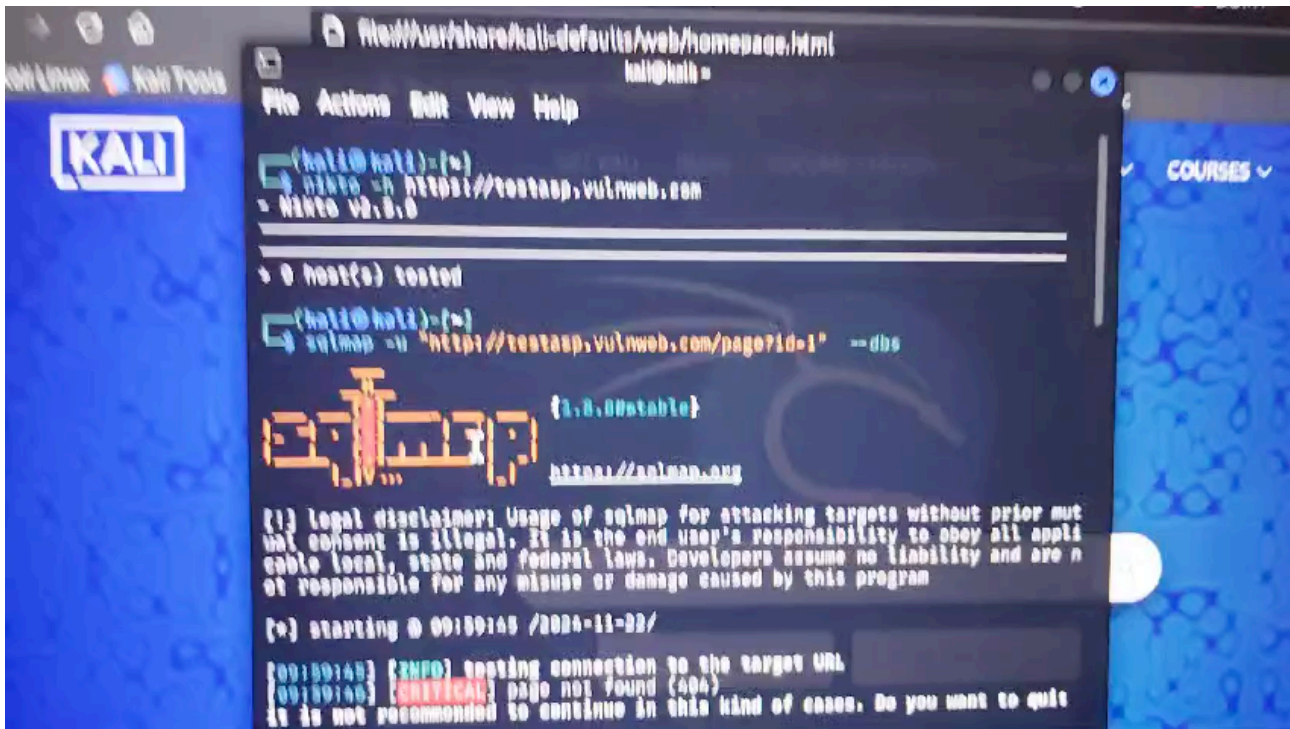 file:///usr/share/kali-defaults/web/homepage.html
kali@kali: ~
Kali Linux Kali Tools
File Actions Edit View Help
KALI
COURSES
(kali@kali)-[~]
$ nikto -h https://testasp.vulnweb.com
- Nikto v2.5.0
+ 0 host(s) tested
(kali@kali)-[~]
$ sqlmap -u "http://testasp.vulnweb.com/page?id=1" --dbs
https://sqlmap.org
[!] legal disclaimer: Usage of sqlmap for attacking targets without prior mut
ual consent is illegal. It is the end user's responsibility to obey all appli
cable local, state and federal laws. Developers assume no liability and are n
ot responsible for any misuse or damage caused by this program
[*] starting @ 09:59:45 /2024-11-22/
[09:59:45] [INFO] testing connection to the target URL
[09:59:46] [CRITICAL] page not found (404)
it is not recommended to continue in this kind of cases. Do you want to quit